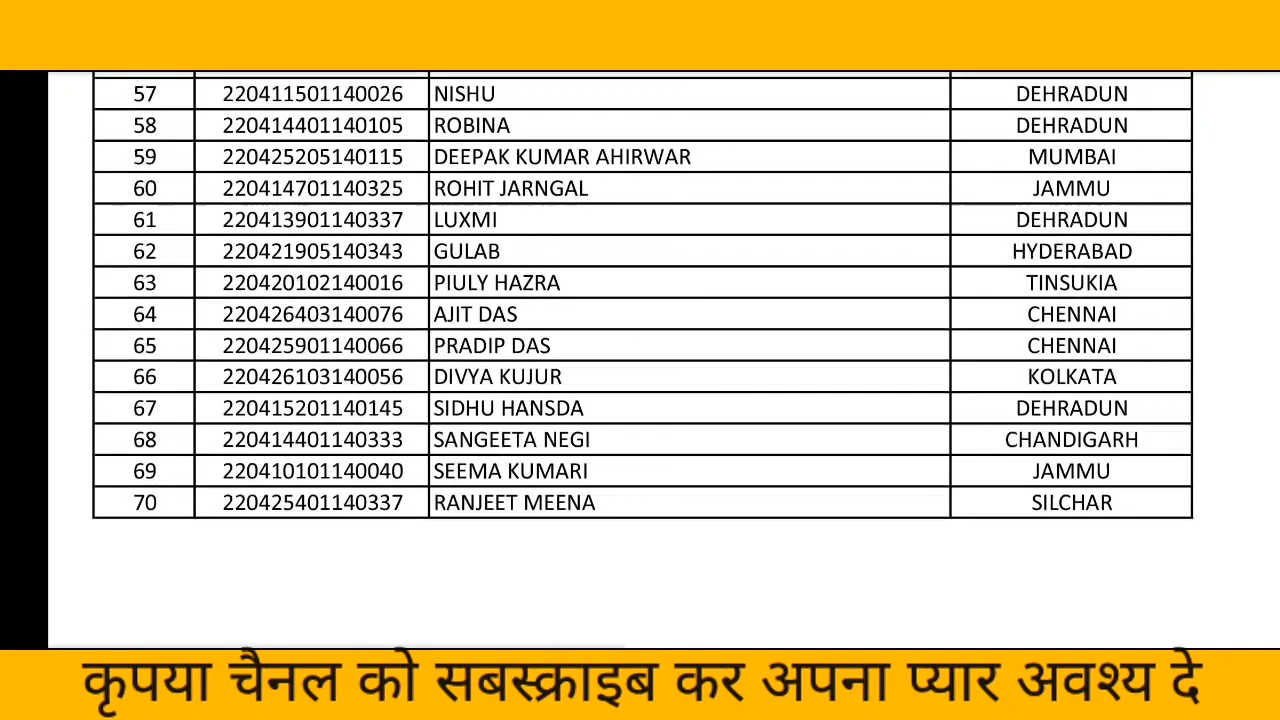 57 220411501140026 NISHU DEHRADUN
58 220414401140105 ROBINA DEHRADUN
59 220425205140115 DEEPAK KUMAR AHIRWAR MUMBAI
60 220414701140325 ROHIT JARNGAL JAMMU
61 220413901140337 LUXMI DEHRADUN
62 220421905140343 GULAB HYDERABAD
63 220420102140016 PIULY HAZRA TINSUKIA
64 220426403140076 AJIT DAS CHENNAI
65 220425901140066 PRADIP DAS CHENNAI
66 220426103140056 DIVYA KUJUR KOLKATA
67 220415201140145 SIDHU HANSDA DEHRADUN
68 220414401140333 SANGEETA NEGI CHANDIGARH
69 220410101140040 SEEMA KUMARI JAMMU
70 220425401140337 RANJEET MEENA SILCHAR
कृपया चैनल को सबस्क्राइब कर अपना प्यार अवश्य दे